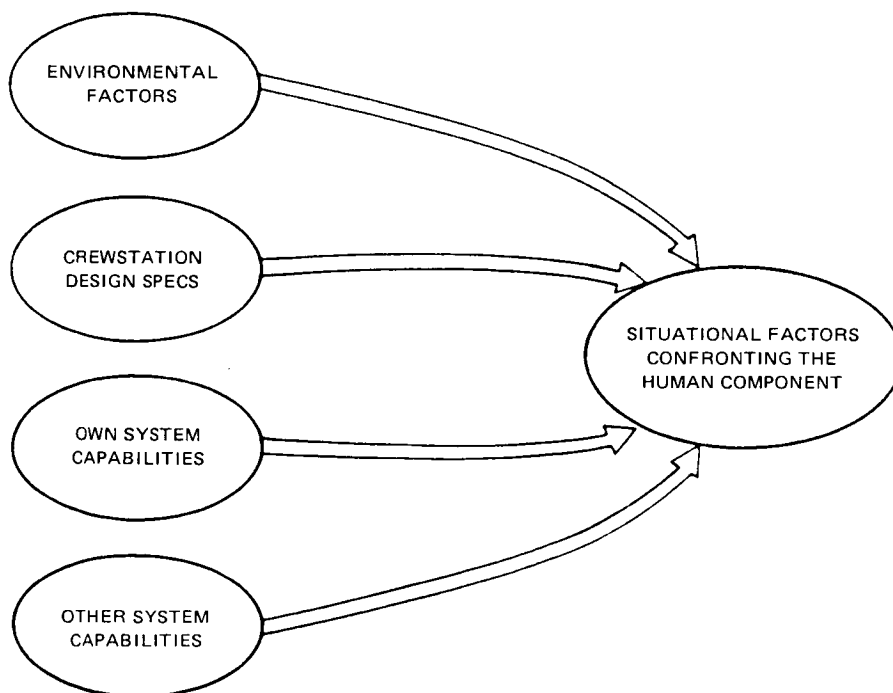 ENVIRONMENTAL
FACTORS
CREWSTATION
DESIGN SPECS
SITUATIONAL FACTORS
CONFRONTING THE
HUMAN COMPONENT
OWN SYSTEM
CAPABILITIES
OTHER SYSTEM
CAPABILITIES